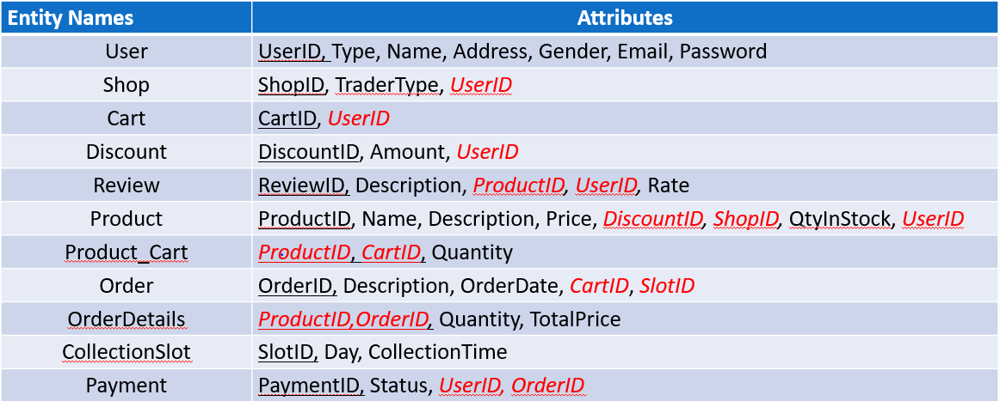 Entity Names Attributes
User UserID, Type, Name, Address, Gender, Email, Password
Shop ShopID, TraderType, UserID
Cart CartID, UserID
Discount DiscountID, Amount, UserID
Review ReviewID, Description, ProductID, UserID, Rate
Product ProductID, Name, Description, Price, DiscountID, ShopID, QtyInStock, UserID
Product_Cart ProductID, CartID, Quantity
Order OrderID, Description, OrderDate, CartID, SlotID
OrderDetails ProductID,OrderID, Quantity, TotalPrice
CollectionSlot SlotID, Day, CollectionTime
Payment PaymentID, Status, UserID, OrderID